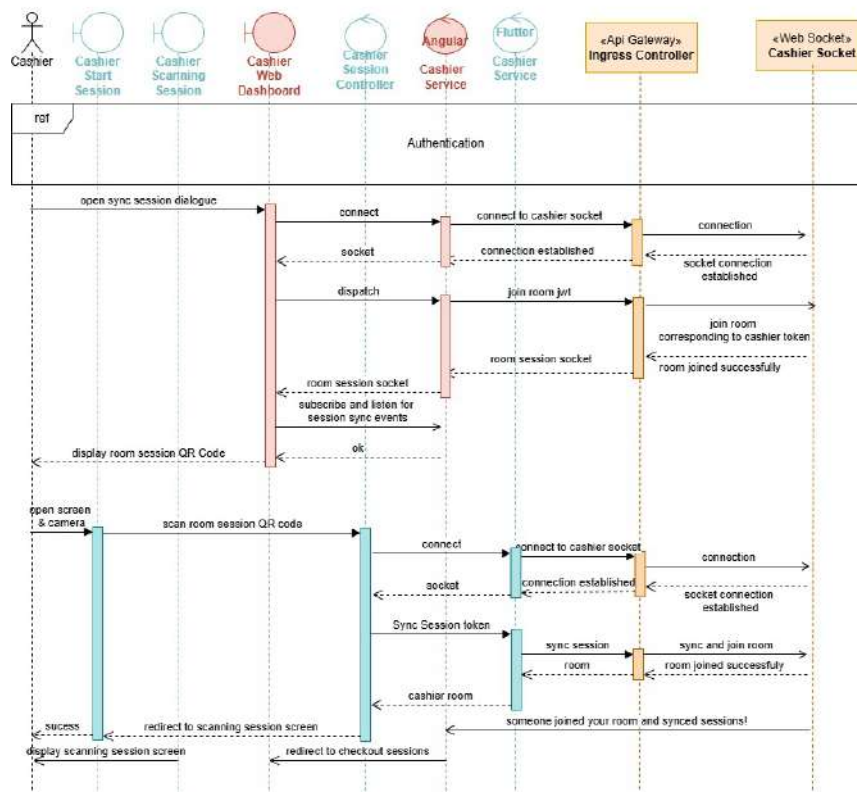 Cashier
Cashier
Start
Session
Cashier
Scanning
Session
Cashier
Web
Dashboard
Cashier
Session
Controller
Angular
Cashier
Service
Flutter
Cashier
Service
«Api Gateway»
Ingress Controller
«Web Socket»
Cashier Socket
ref
Authentication
open sync session dialogue
connect
connect to cashier socket
connection
socket
connection established
socket connection
established
dispatch
join room jwt
join room
corresponding to cashier token
room session socket
room joined successfully
room session socket
subscribe and listen for
session sync events
ok
display room session QR Code
open screen
& camera
scan room session QR code
connect
connect to cashier socket
connection
socket
connection established
socket connection
established
Sync Session token
sync session
sync and join room
room
room joined successfuly
cashier room
sucess
redirect to scanning session screen
someone joined your room and synced sessions!
display scanning session screen
redirect to checkout sessions